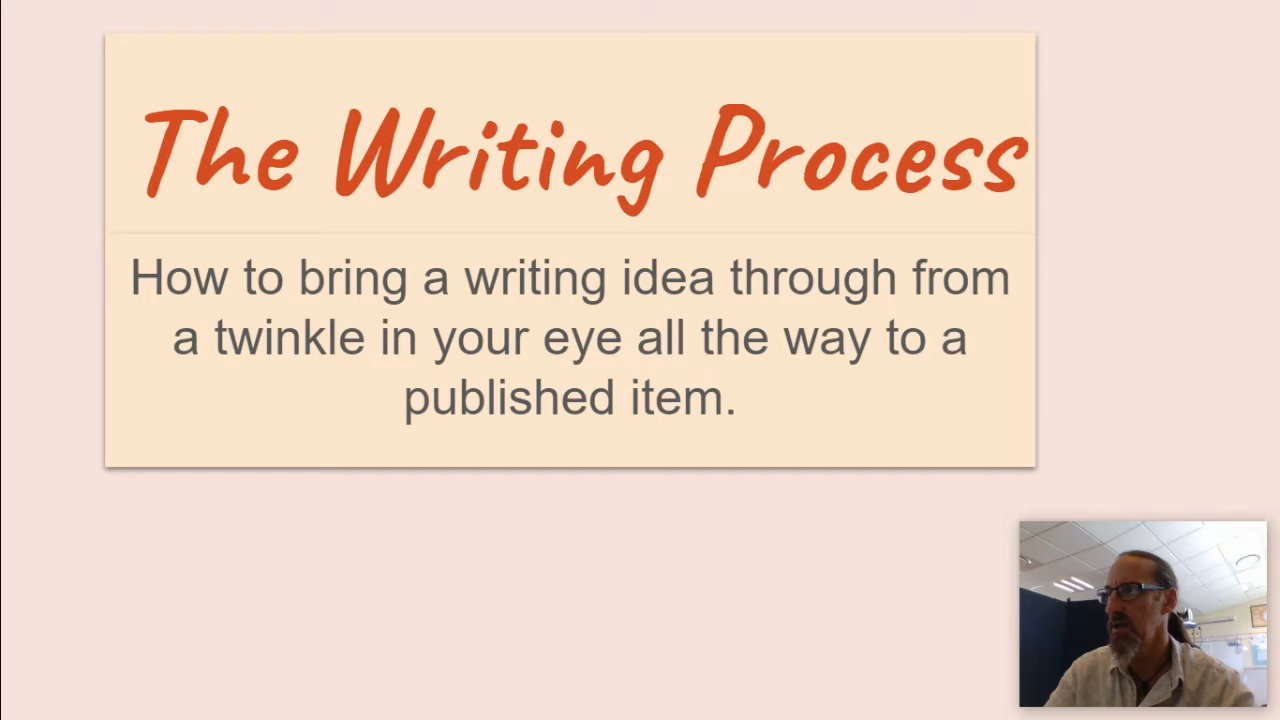 The Writing Process
How to bring a writing idea through from
a twinkle in your eye all the way to a
published item.